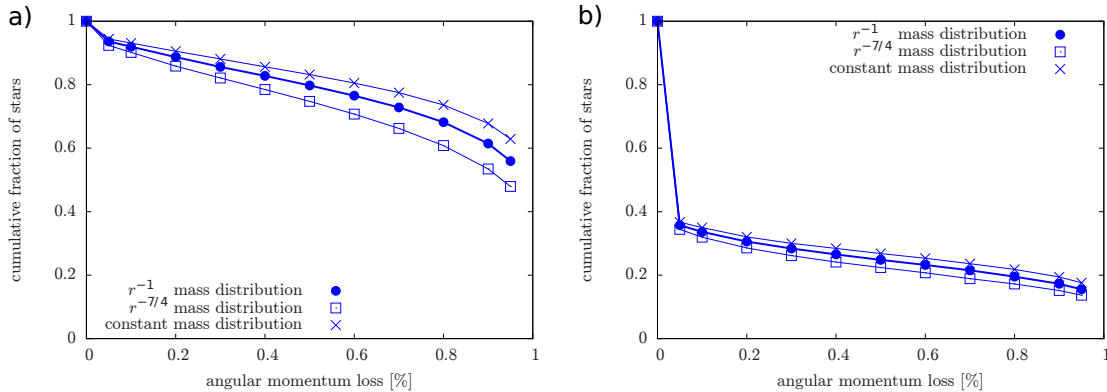 a)
1
0.8
0.6
0.4
0.2
0
0 0.2 0.4 0.6 0.8 1
cumulative fraction of stars
angular momentum loss [%]
r^{-1} mass distribution
r^{-7/4} mass distribution
constant mass distribution
b)
1
0.8
0.6
0.4
0.2
0
0 0.2 0.4 0.6 0.8 1
cumulative fraction of stars
angular momentum loss [%]
r^{-1} mass distribution
r^{-7/4} mass distribution
constant mass distribution